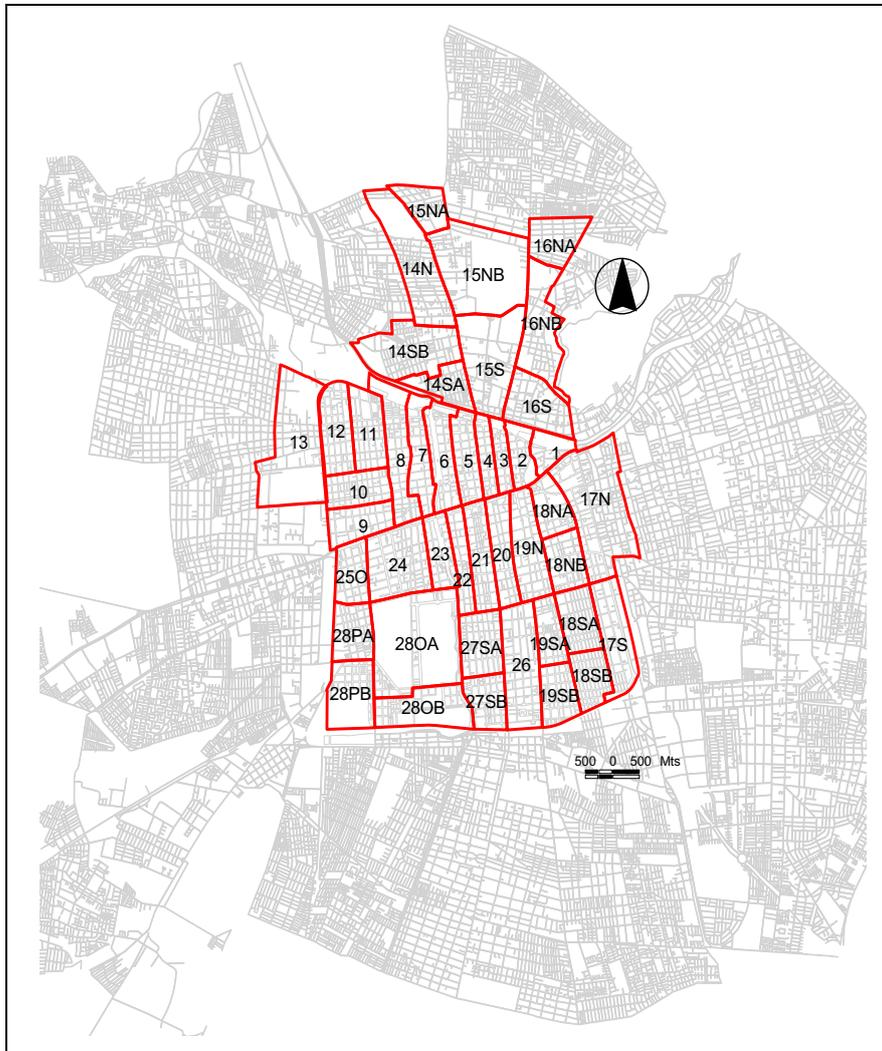 15NA
16NA
14N
15NB
16NB
14SB
15S
14SA
16S
13
12
11
8
7
6
5
4
3
2
1
10
17N
18NA
9
23
21
20
19N
24
25O
22
18NB
18SA
28PA
28OA
27SA
19SA
17S
26
18SB
28PB
27SB
19SB
28OB
500 0 500 Mts